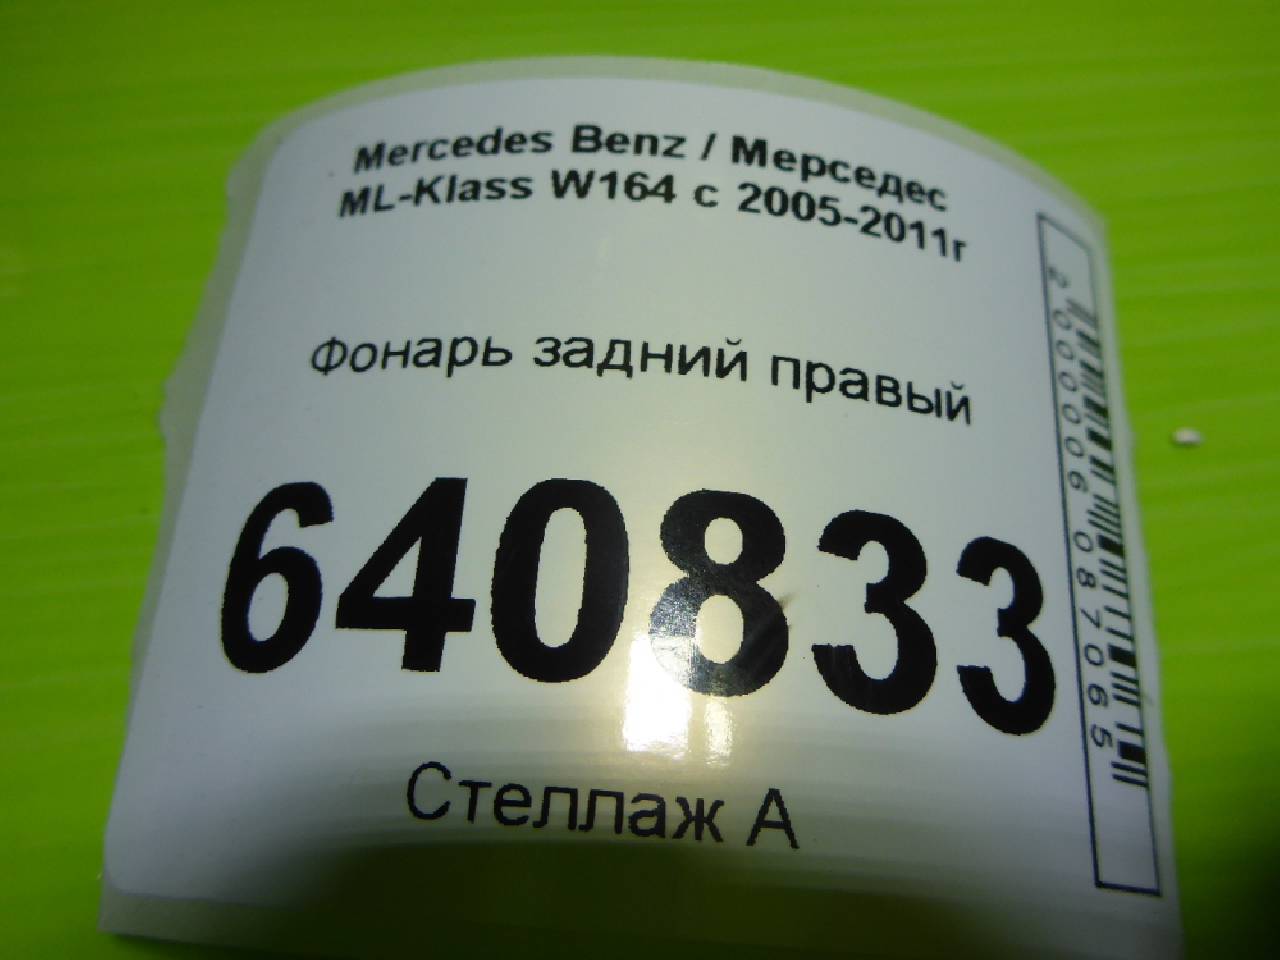 Mercedes Benz / Мерседес
ML-Klass W164 с 2005-2011г
Фонарь задний правый
640833
Стеллаж А
2000006087065